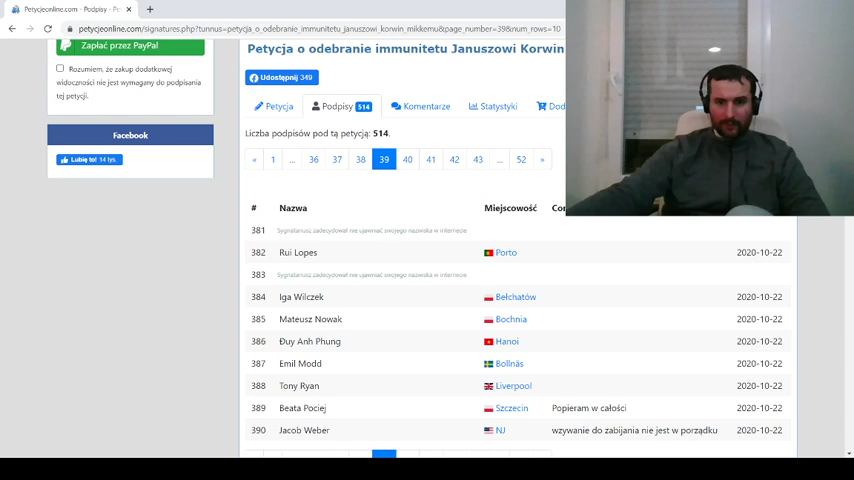 Petycjeonline.com - Podpisy - Pe
petycjeonline.com/signatures.php?tunnus=petycja_o_odebranie_immunitetu_januszowi_korwin_mikkemu&page_number=39&num_rows=10
Zapłać przez PayPal
Rozumiem, że zakup dodatkowej
widoczności nie jest wymagany do podpisania
tej petycji.
Facebook
Lubię to! 14 tys.
Petycja o odebranie immunitetu Januszowi Korwin
Udostępnij 349
Petycja Podpisy 514 Komentarze Statystyki Dod
Liczba podpisów pod tą petycją: 514.
« 1 ... 36 37 38 39 40 41 42 43 ... 52 »
# Nazwa Miejscowość Cor
381 Sygnatariusz zadecydował nie ujawniać swojego nazwiska w internecie
382 Rui Lopes Porto 2020-10-22
383 Sygnatariusz zadecydował nie ujawniać swojego nazwiska w internecie
384 Iga Wilczek Bełchatów 2020-10-22
385 Mateusz Nowak Bochnia 2020-10-22
386 Đuy Anh Phung Hanoi 2020-10-22
387 Emil Modd Bollnäs 2020-10-22
388 Tony Ryan Liverpool 2020-10-22
389 Beata Pociej Szczecin Popieram w całości 2020-10-22
390 Jacob Weber NJ wzywanie do zabijania nie jest w porządku 2020-10-22